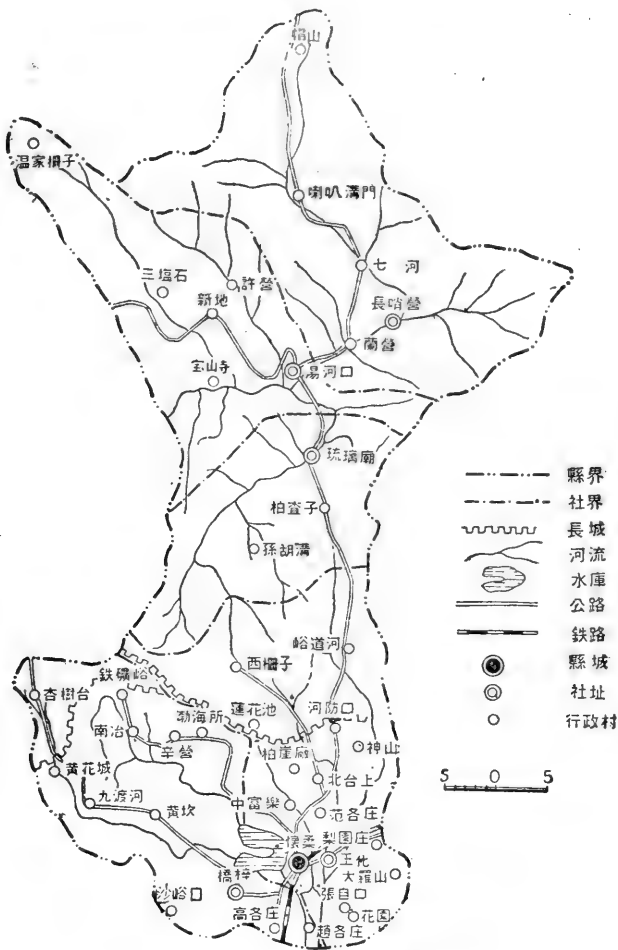 帽山
温家柵子
喇叭溝門
七河
三塩石
許營
長哨營
新地
蘭營
湯河口
宝山寺
琉璃廟
柏查子
孫胡溝
縣界
社界
長城
河流
水庫
公路
鉄路
縣城
社址
行政村
5 0 5
峪道河
西柵子
鉄礦峪
杏樹台
渤海所
蓮花池
河防口
南冶
辛營
神山
柏崖廠
黄花城
北台上
九渡河
中富樂
黄坎
范各庄
懷柔
梨園庄
王化
大羅山
橋梓
沙峪口
張自口
花園
高各庄
趙各庄